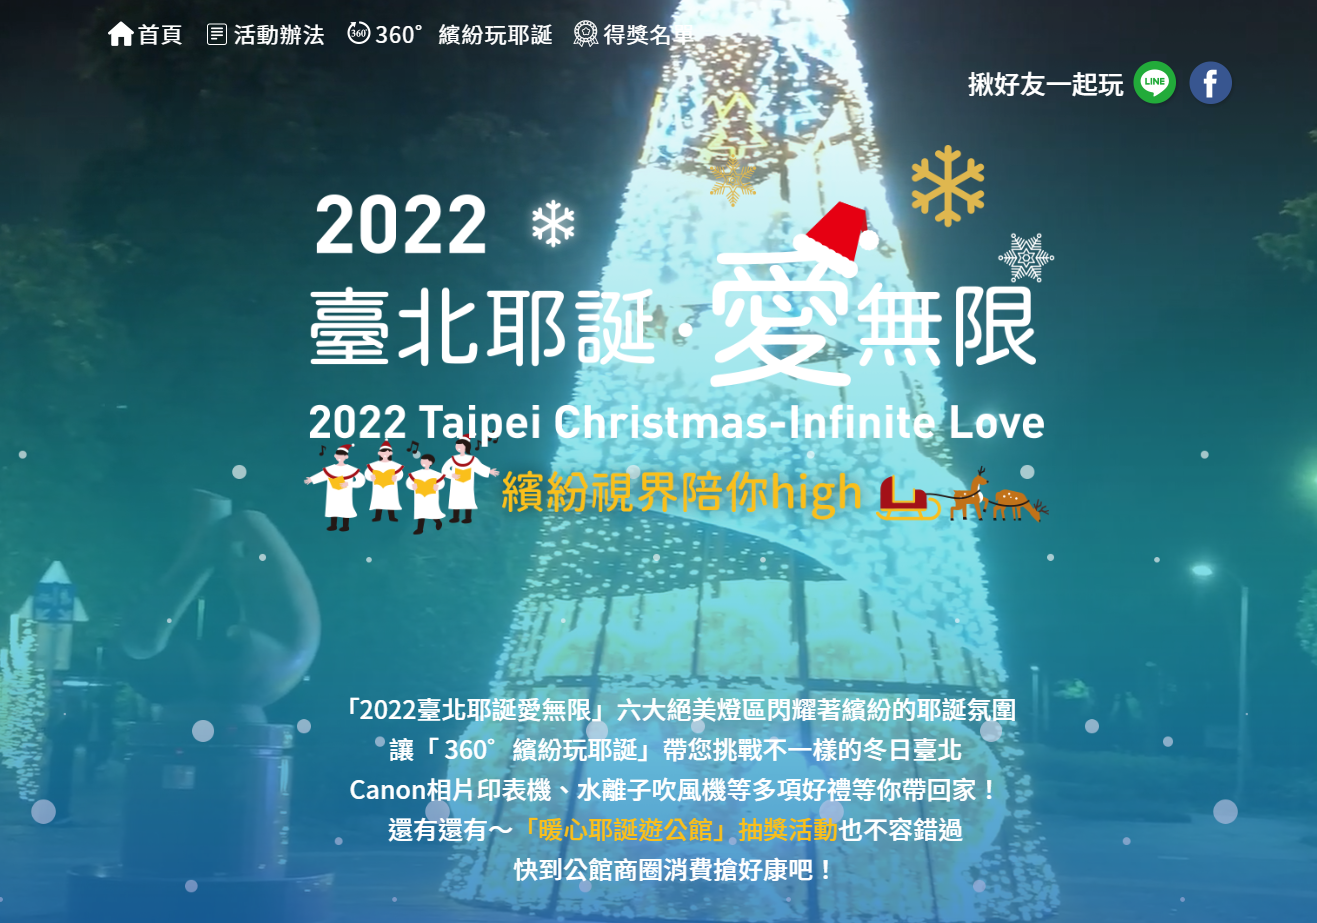 首頁
活動辦法
360°繽紛玩耶誕
得獎名單
揪好友一起玩
LINE
2022
臺北耶誕·愛無限
2022 Taipei Christmas-Infinite Love
繽紛視界陪你high
「2022臺北耶誕愛無限」六大絕美燈區閃耀著繽紛的耶誕氛圍
讓「 360°繽紛玩耶誕」帶您挑戰不一樣的冬日臺北
Canon相片印表機、水離子吹風機等多項好禮等你帶回家！
還有還有～「暖心耶誕遊公館」抽獎活動也不容錯過
快到公館商圈消費搶好康吧！